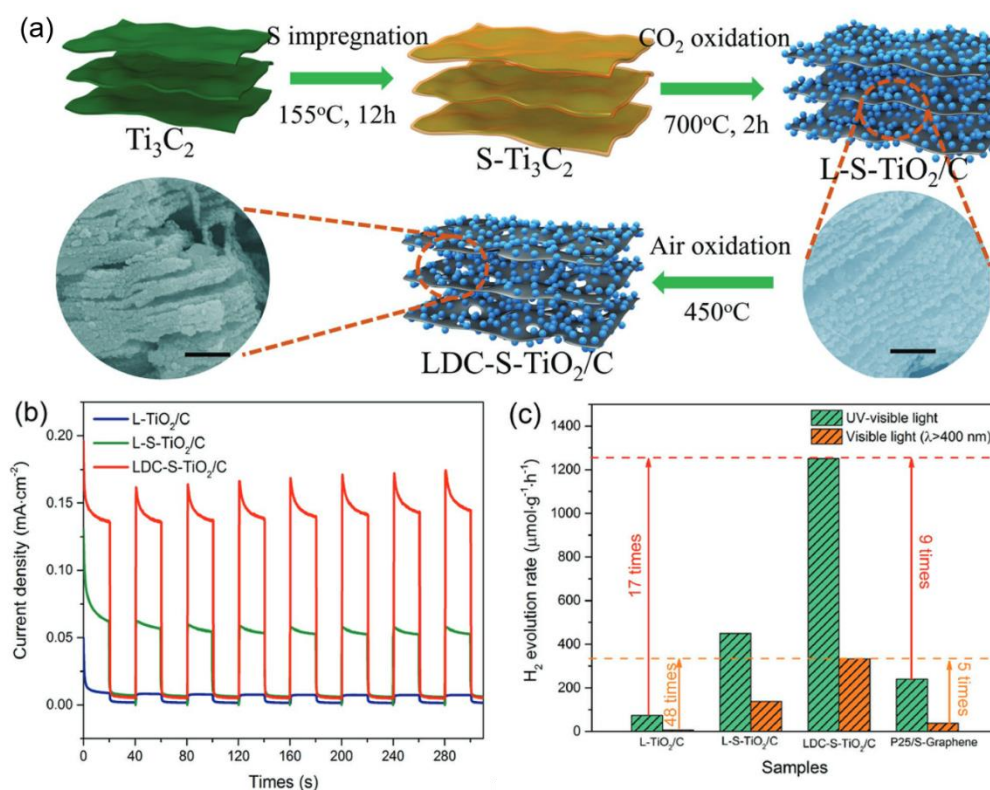 (a)
S impregnation
155°C, 12h
CO₂ oxidation
700°C, 2h
Ti₃C₂
S-Ti₃C₂
L-S-TiO₂/C
Air oxidation
450°C
LDC-S-TiO₂/C
(b)
L-TiO₂/C
L-S-TiO₂/C
LDC-S-TiO₂/C
Current density (mA·cm⁻²)
0.20
0.15
0.10
0.05
0.00
0 40 80 120 160 200 240 280
Times (s)
(c)
UV-visible light
Visible light (λ>400 nm)
H₂ evolution rate (μmol·g⁻¹·h⁻¹)
1400
1200
1000
800
600
400
200
0
17 times
48 times
9 times
5 times
L-TiO₂/C L-S-TiO₂/C LDC-S-TiO₂/C P25/S-Graphene
Samples